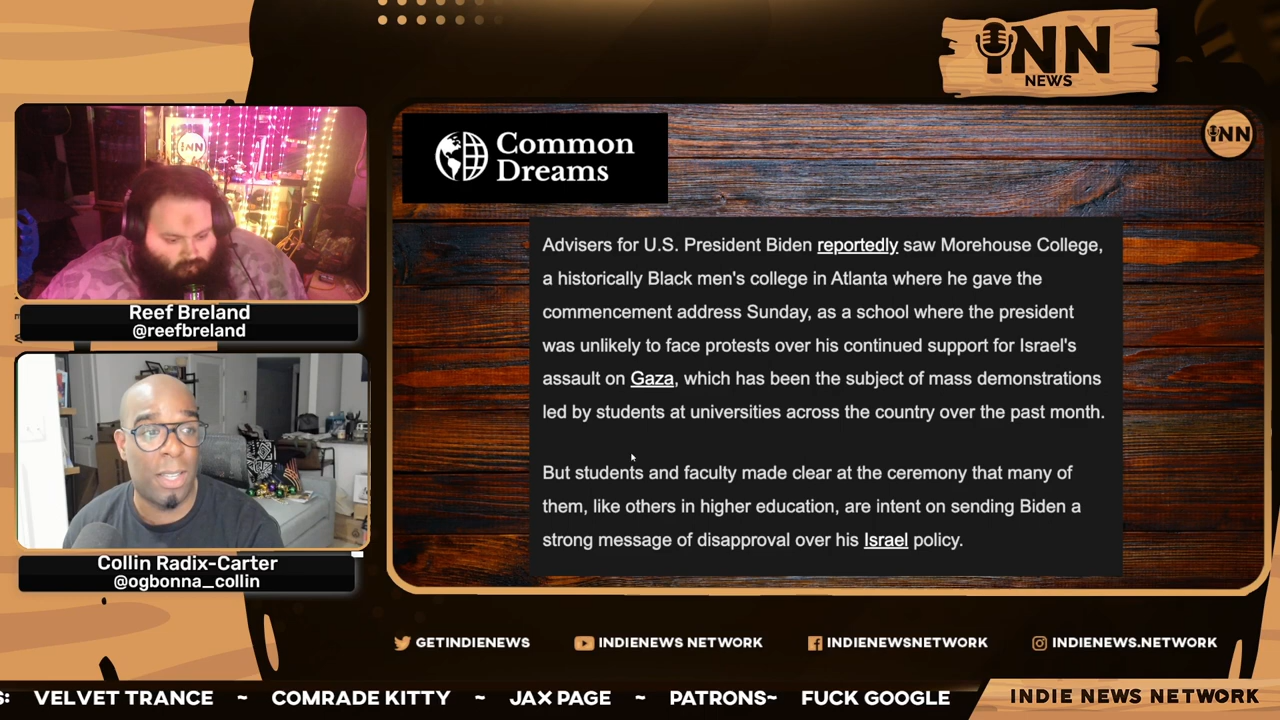 iNN
NEWS
iNN
Common
Dreams
iNN
Advisers for U.S. President Biden reportedly saw Morehouse College,
a historically Black men's college in Atlanta where he gave the
commencement address Sunday, as a school where the president
was unlikely to face protests over his continued support for Israel's
assault on Gaza, which has been the subject of mass demonstrations
led by students at universities across the country over the past month.
But students and faculty made clear at the ceremony that many of
them, like others in higher education, are intent on sending Biden a
strong message of disapproval over his Israel policy.
Reef Breland
@reefbreland
Collin Radix-Carter
@ogbonna_collin
GETINDIENEWS
INDIENEWS NETWORK
INDIENEWSNETWORK
INDIENEWS.NETWORK
S: VELVET TRANCE ~ COMRADE KITTY ~ JAX PAGE ~ PATRONS~ FUCK GOOGLE
INDIE NEWS NETWORK